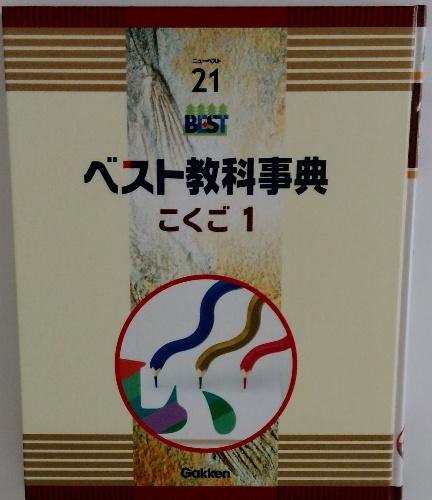 ニューベスト
21
BEST
ベスト教科事典
こくご 1
Gakken